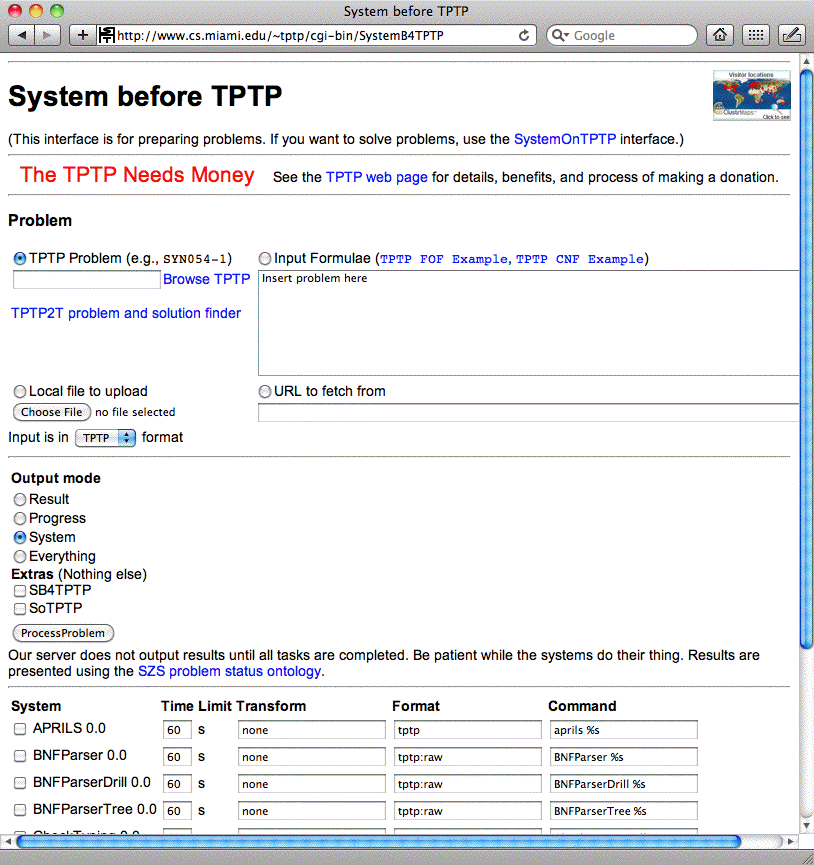 System before TPTP
http://www.cs.miami.edu/~tptp/cgi-bin/SystemB4TPTP
Google
System before TPTP
Visitor locations
ClustrMaps™
Click to see
(This interface is for preparing problems. If you want to solve problems, use the SystemOnTPTP interface.)
The TPTP Needs Money See the TPTP web page for details, benefits, and process of making a donation.
Problem
TPTP Problem (e.g., SYN054-1) Input Formulae (TPTP FOF Example, TPTP CNF Example)
Browse TPTP Insert problem here
TPTP2T problem and solution finder
Local file to upload URL to fetch from
Choose File no file selected
Input is in TPTP format
Output mode
Result
Progress
System
Everything
Extras (Nothing else)
SB4TPTP
SoTPTP
ProcessProblem
Our server does not output results until all tasks are completed. Be patient while the systems do their thing. Results are
presented using the SZS problem status ontology.
System Time Limit Transform Format Command
APRILS 0.0 60 s none tptp aprils %s
BNFParser 0.0 60 s none tptp:raw BNFParser %s
BNFParserDrill 0.0 60 s none tptp:raw BNFParserDrill %s
BNFParserTree 0.0 60 s none tptp:raw BNFParserTree %s